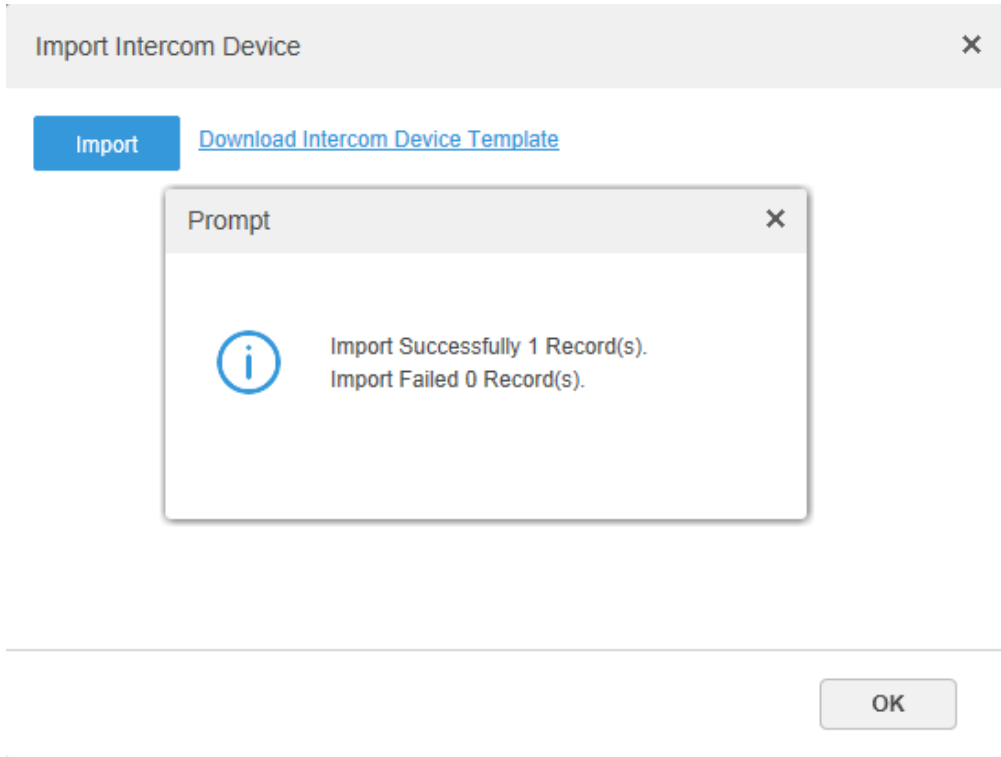 Import Intercom Device
Import
Download Intercom Device Template
Prompt
Import Successfully 1 Record(s).
Import Failed 0 Record(s).
OK